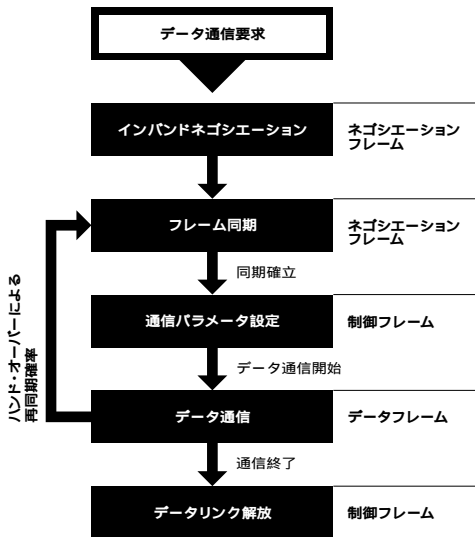 データ通信要求
インバンドネゴシエーション
ネゴシエーション
フレーム
フレーム同期
ネゴシエーション
フレーム
同期確立
通信パラメータ設定
制御フレーム
データ通信開始
データ通信
データフレーム
通信終了
データリンク解放
制御フレーム
ハンド・オーバーによる
再同期確率